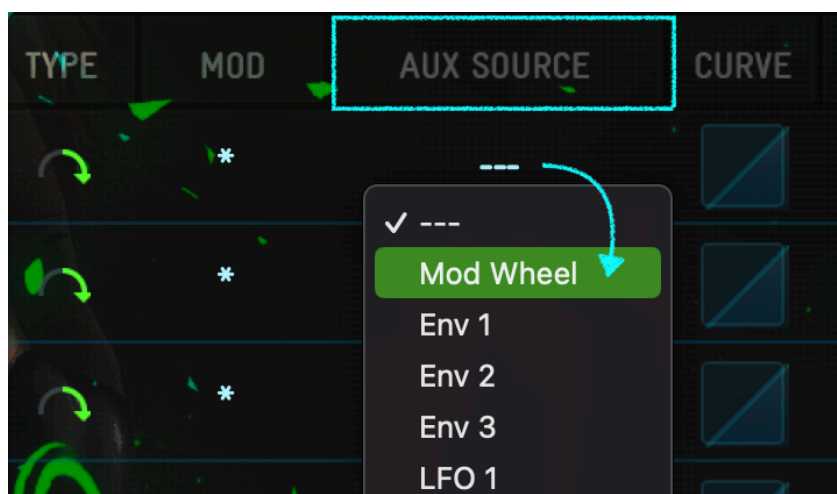 TYPE MOD AUX SOURCE CURVE
* ---
✓ ---
* Mod Wheel
Env 1
Env 2
* Env 3
LFO 1